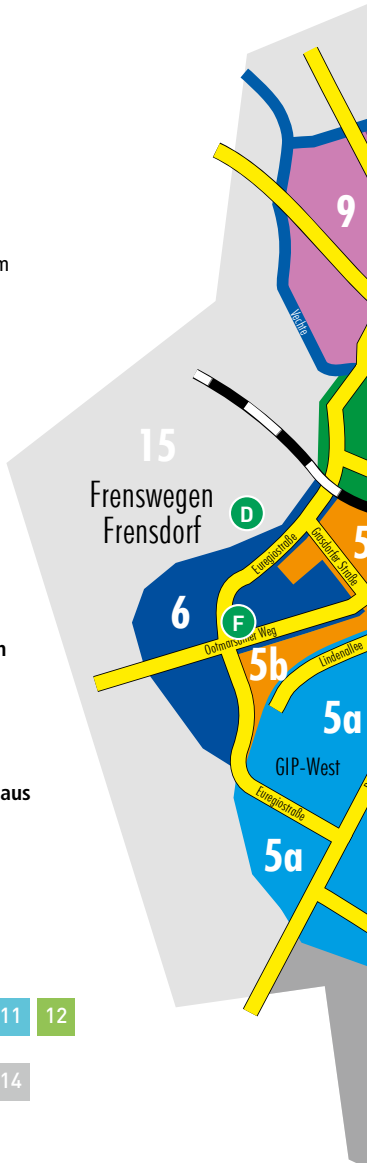 9
m
Vechte
15
Frenswegen
Frensdorf
D
5
Euregiostraße
Grasdorfer Straße
6
F
Ootmarsumer Weg
n
5b
Lindenallee
5a
GIP-West
aus
Euregiostraße
5a
11 12
14